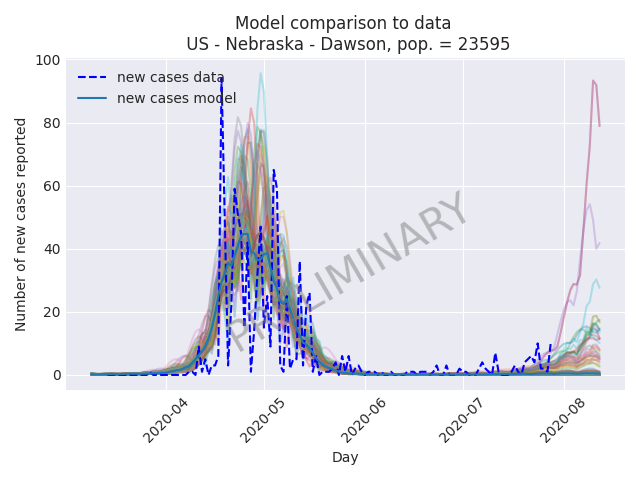 Model comparison to data
US - Nebraska - Dawson, pop. = 23595
new cases data
new cases model
Number of new cases reported
100
80
60
40
20
0
PRELIMINARY
2020-04
2020-05
2020-06
2020-07
2020-08
Day